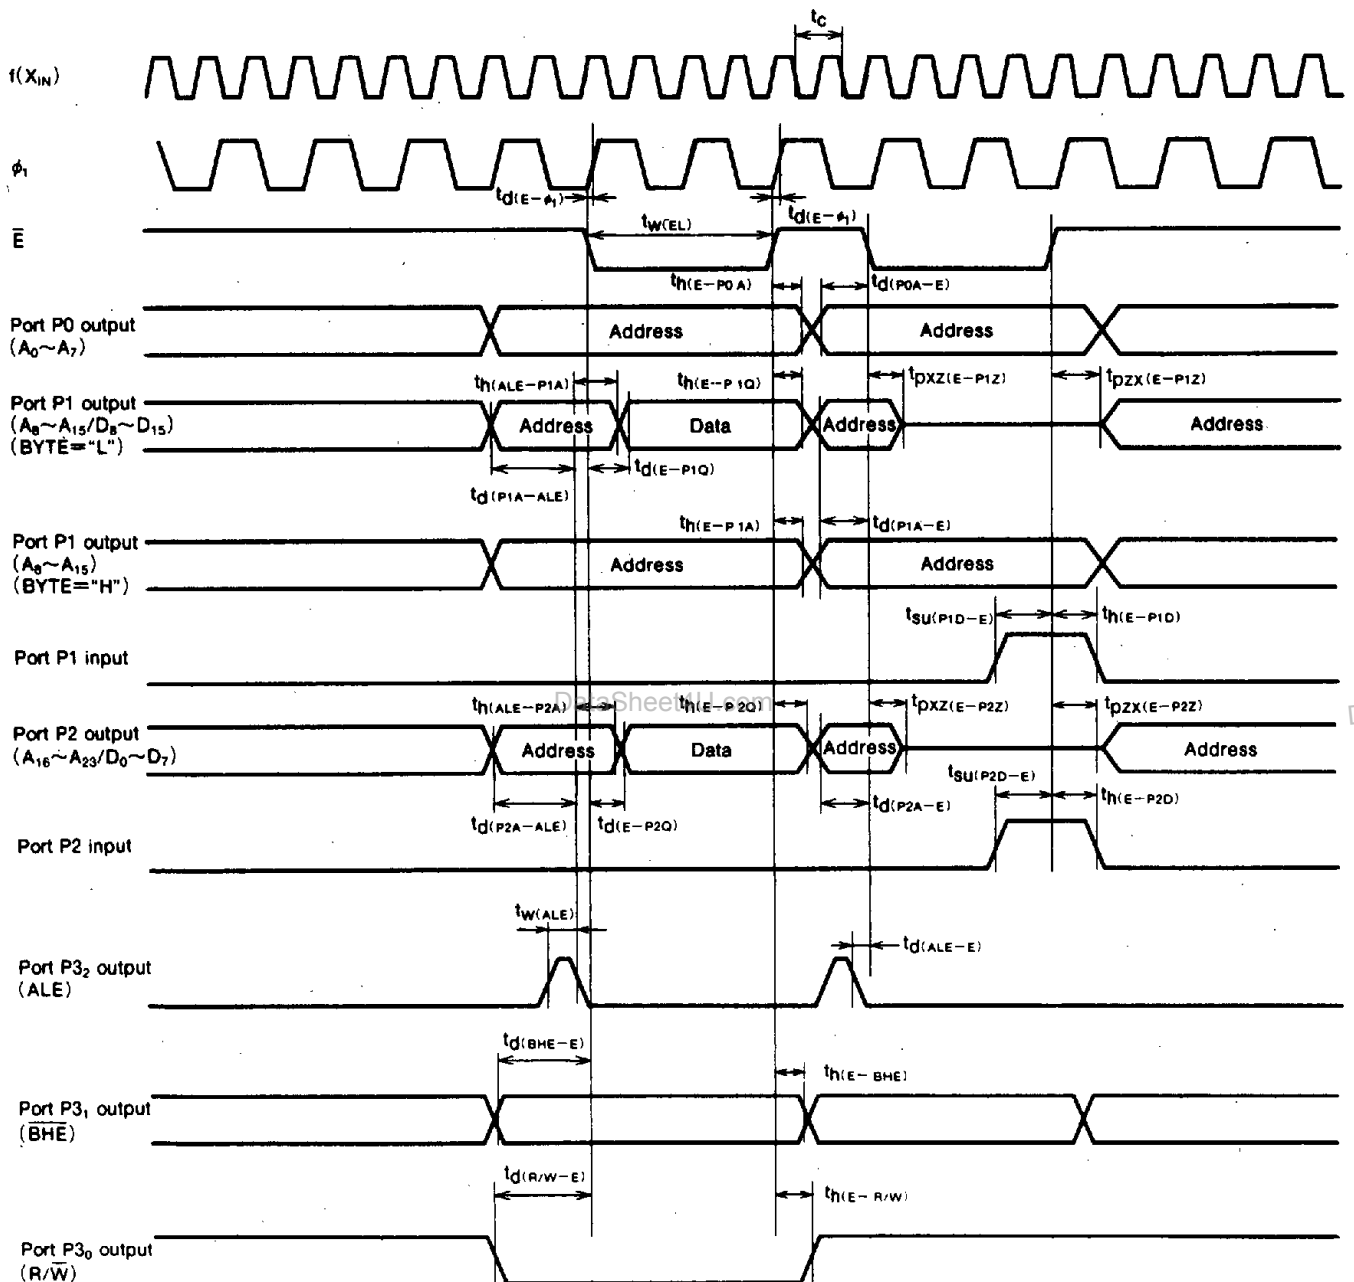 tC
f(XIN)
ϕ1
td(E−ϕ1)
td(E−ϕ1)
E̅
tw(EL)
th(E−P0A)
td(P0A−E)
Port P0 output
(A0~A7)
Address
Address
th(ALE−P1A)
th(E−P1Q)
tpxz(E−P1Z)
tpzx(E−P1Z)
Port P1 output
(A8~A15/D8~D15)
(BYTE="L")
Address
Data
Address
Address
td(P1A−ALE)
td(E−P1Q)
th(E−P1A)
td(P1A−E)
Port P1 output
(A8~A15)
(BYTE="H")
Address
Address
tsu(P1D−E)
th(E−P1D)
Port P1 input
DataSheet4U.com
th(ALE−P2A)
th(E−P2Q)
tpxz(E−P2Z)
tpzx(E−P2Z)
Port P2 output
(A16~A23/D0~D7)
Address
Data
Address
Address
tsu(P2D−E)
th(E−P2D)
td(P2A−ALE)
td(E−P2Q)
td(P2A−E)
Port P2 input
tw(ALE)
td(ALE−E)
Port P32 output
(ALE)
td(BHE−E)
th(E−BHE)
Port P31 output
(B̅H̅E̅)
td(R/W−E)
th(E−R/W)
Port P30 output
(R/W̅)